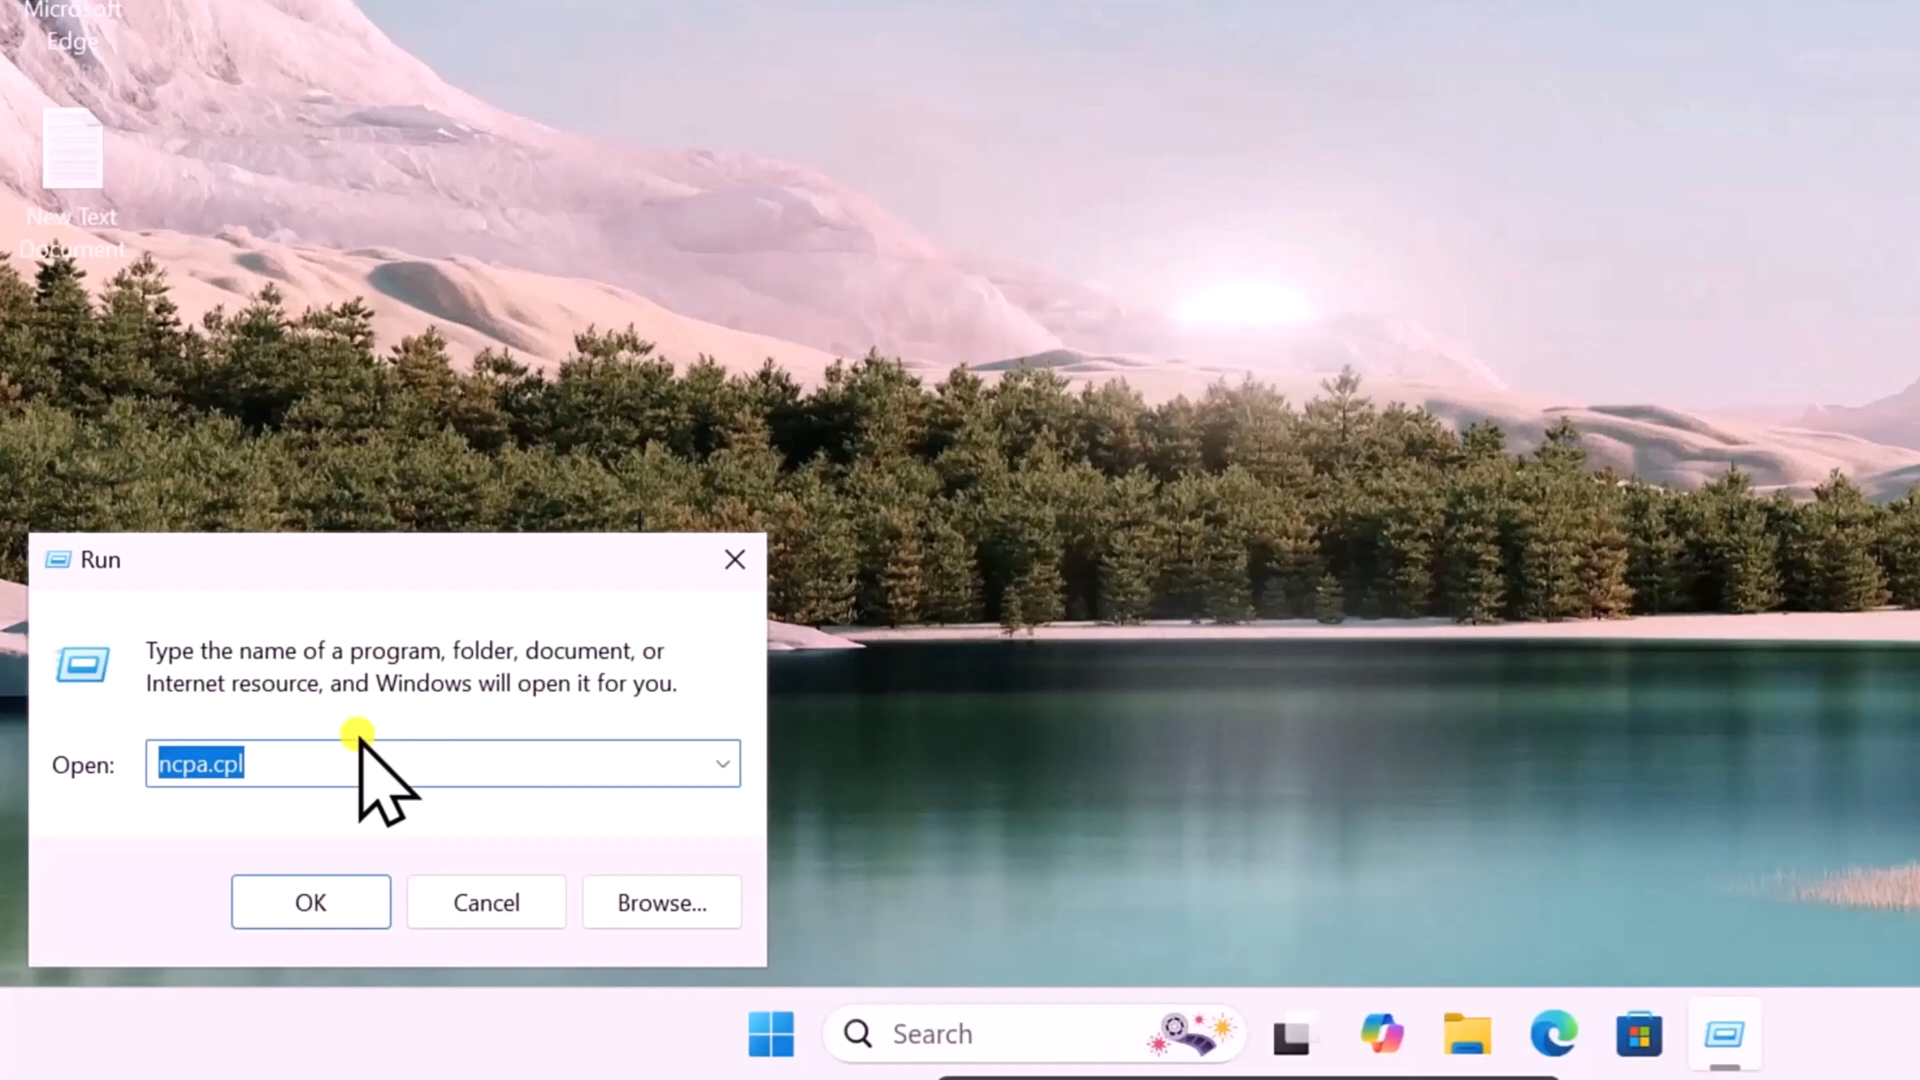 Microsoft
Edge
New Text
Document
Run
Type the name of a program, folder, document, or
Internet resource, and Windows will open it for you.
Open:
ncpa.cpl
OK
Cancel
Browse...
Search